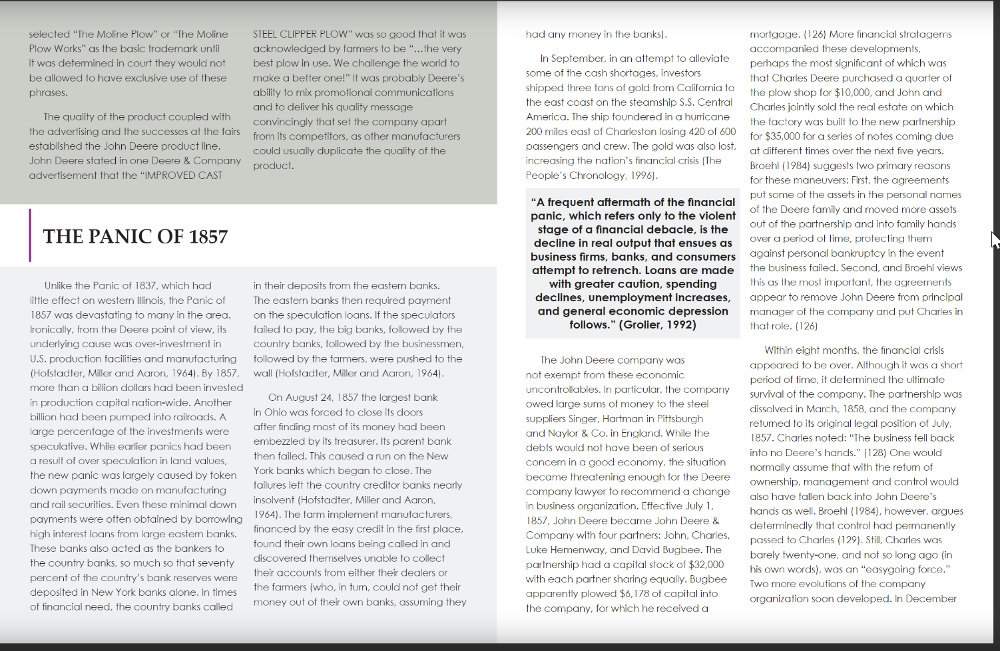 selected “The Moline Plow” or “The Moline
Plow Works” as the basic trademark until
it was determined in court they would not
be allowed to have exclusive use of these
phrases.
The quality of the product coupled with
the advertising and the successes at the fairs
established the John Deere product line.
John Deere stated in one Deere & Company
advertisement that the “IMPROVED CAST
STEEL CLIPPER PLOW” was so good that it was
acknowledged by farmers to be “…the very
best plow in use. We challenge the world to
make a better one!” It was probably Deere’s
ability to mix promotional communications
and to deliver his quality message
convincingly that set the company apart
from its competitors, as other manufacturers
could usually duplicate the quality of the
product.
THE PANIC OF 1857
Unlike the Panic of 1837, which had
little effect on western Illinois, the Panic of
1857 was devastating to many in the area.
Ironically, from the Deere point of view, its
underlying cause was over-investment in
U.S. production facilities and manufacturing
(Hofstadter, Miller and Aaron, 1964). By 1857,
more than a billion dollars had been invested
in production capital nation-wide. Another
billion had been pumped into railroads. A
large percentage of the investments were
speculative. While earlier panics had been
a result of over speculation in land values,
the new panic was largely caused by token
down payments made on manufacturing
and rail securities. Even these minimal down
payments were often obtained by borrowing
high interest loans from large eastern banks.
These banks also acted as the bankers to
the country banks, so much so that seventy
percent of the country’s bank reserves were
deposited in New York banks alone. In times
of financial need, the country banks called
in their deposits from the eastern banks.
The eastern banks then required payment
on the speculation loans. If the speculators
failed to pay, the big banks, followed by the
country banks, followed by the businessmen,
followed by the farmers, were pushed to the
wall (Hofstadter, Miller and Aaron, 1964).
On August 24, 1857 the largest bank
in Ohio was forced to close its doors
after finding most of its money had been
embezzled by its treasurer. Its parent bank
then failed. This caused a run on the New
York banks which began to close. The
failures left the country creditor banks nearly
insolvent (Hofstadter, Miller and Aaron,
1964). The farm implement manufacturers,
financed by the easy credit in the first place,
found their own loans being called in and
discovered themselves unable to collect
their accounts from either their dealers or
the farmers (who, in turn, could not get their
money out of their own banks, assuming they
had any money in the banks).
In September, in an attempt to alleviate
some of the cash shortages, investors
shipped three tons of gold from California to
the east coast on the steamship S.S. Central
America. The ship foundered in a hurricane
200 miles east of Charleston losing 420 of 600
passengers and crew. The gold was also lost,
increasing the nation’s financial crisis (The
People’s Chronology, 1996).
“A frequent aftermath of the financial
panic, which refers only to the violent
stage of a financial debacle, is the
decline in real output that ensues as
business firms, banks, and consumers
attempt to retrench. Loans are made
with greater caution, spending
declines, unemployment increases,
and general economic depression
follows.” (Grolier, 1992)
The John Deere company was
not exempt from these economic
uncontrollables. In particular, the company
owed large sums of money to the steel
suppliers Singer, Hartman in Pittsburgh
and Naylor & Co. in England. While the
debts would not have been of serious
concern in a good economy, the situation
became threatening enough for the Deere
company lawyer to recommend a change
in business organization. Effective July 1,
1857, John Deere became John Deere &
Company with four partners: John, Charles,
Luke Hemenway, and David Bugbee. The
partnership had a capital stock of $32,000
with each partner sharing equally. Bugbee
apparently plowed $6,178 of capital into
the company, for which he received a
mortgage. (126) More financial stratagems
accompanied these developments,
perhaps the most significant of which was
that Charles Deere purchased a quarter of
the plow shop for $10,000, and John and
Charles jointly sold the real estate on which
the factory was built to the new partnership
for $35,000 for a series of notes coming due
at different times over the next five years.
Broehl (1984) suggests two primary reasons
for these maneuvers: First, the agreements
put some of the assets in the personal names
of the Deere family and moved more assets
out of the partnership and into family hands
over a period of time, protecting them
against personal bankruptcy in the event
the business failed. Second, and Broehl views
this as the most important, the agreements
appear to remove John Deere from principal
manager of the company and put Charles in
that role. (126)
Within eight months, the financial crisis
appeared to be over. Although it was a short
period of time, it determined the ultimate
survival of the company. The partnership was
dissolved in March, 1858, and the company
returned to its original legal position of July,
1857. Charles noted: “The business fell back
into no Deere’s hands.” (128) One would
normally assume that with the return of
ownership, management and control would
also have fallen back into John Deere’s
hands as well. Broehl (1984), however, argues
determinedly that control had permanently
passed to Charles (129). Still, Charles was
barely twenty-one, and not so long ago (in
his own words), was an “easygoing force.”
Two more evolutions of the company
organization soon developed. In December